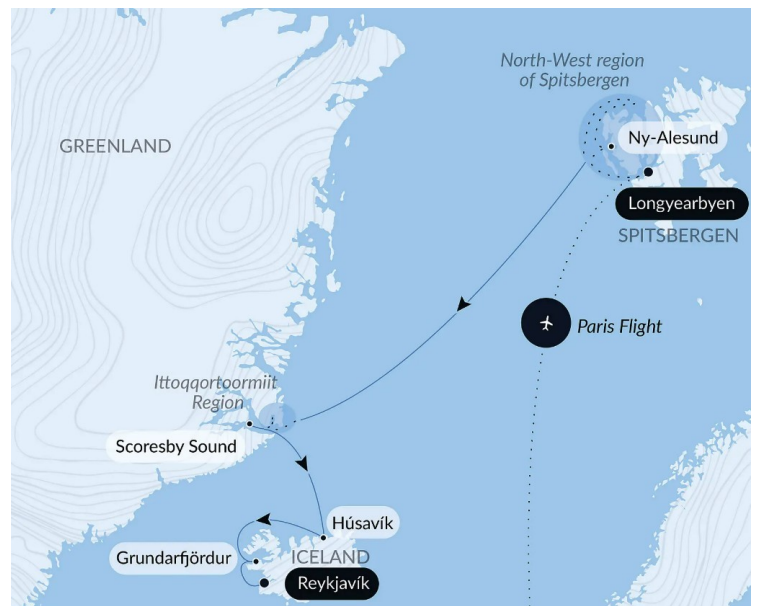 North-West region
of Spitsbergen
GREENLAND
Ny-Alesund
Longyearbyen
SPITSBERGEN
Paris Flight
Ittoqqortoormiit
Region
Scoresby Sound
Húsavík
Grundarfjördur
ICELAND
Reykjavík